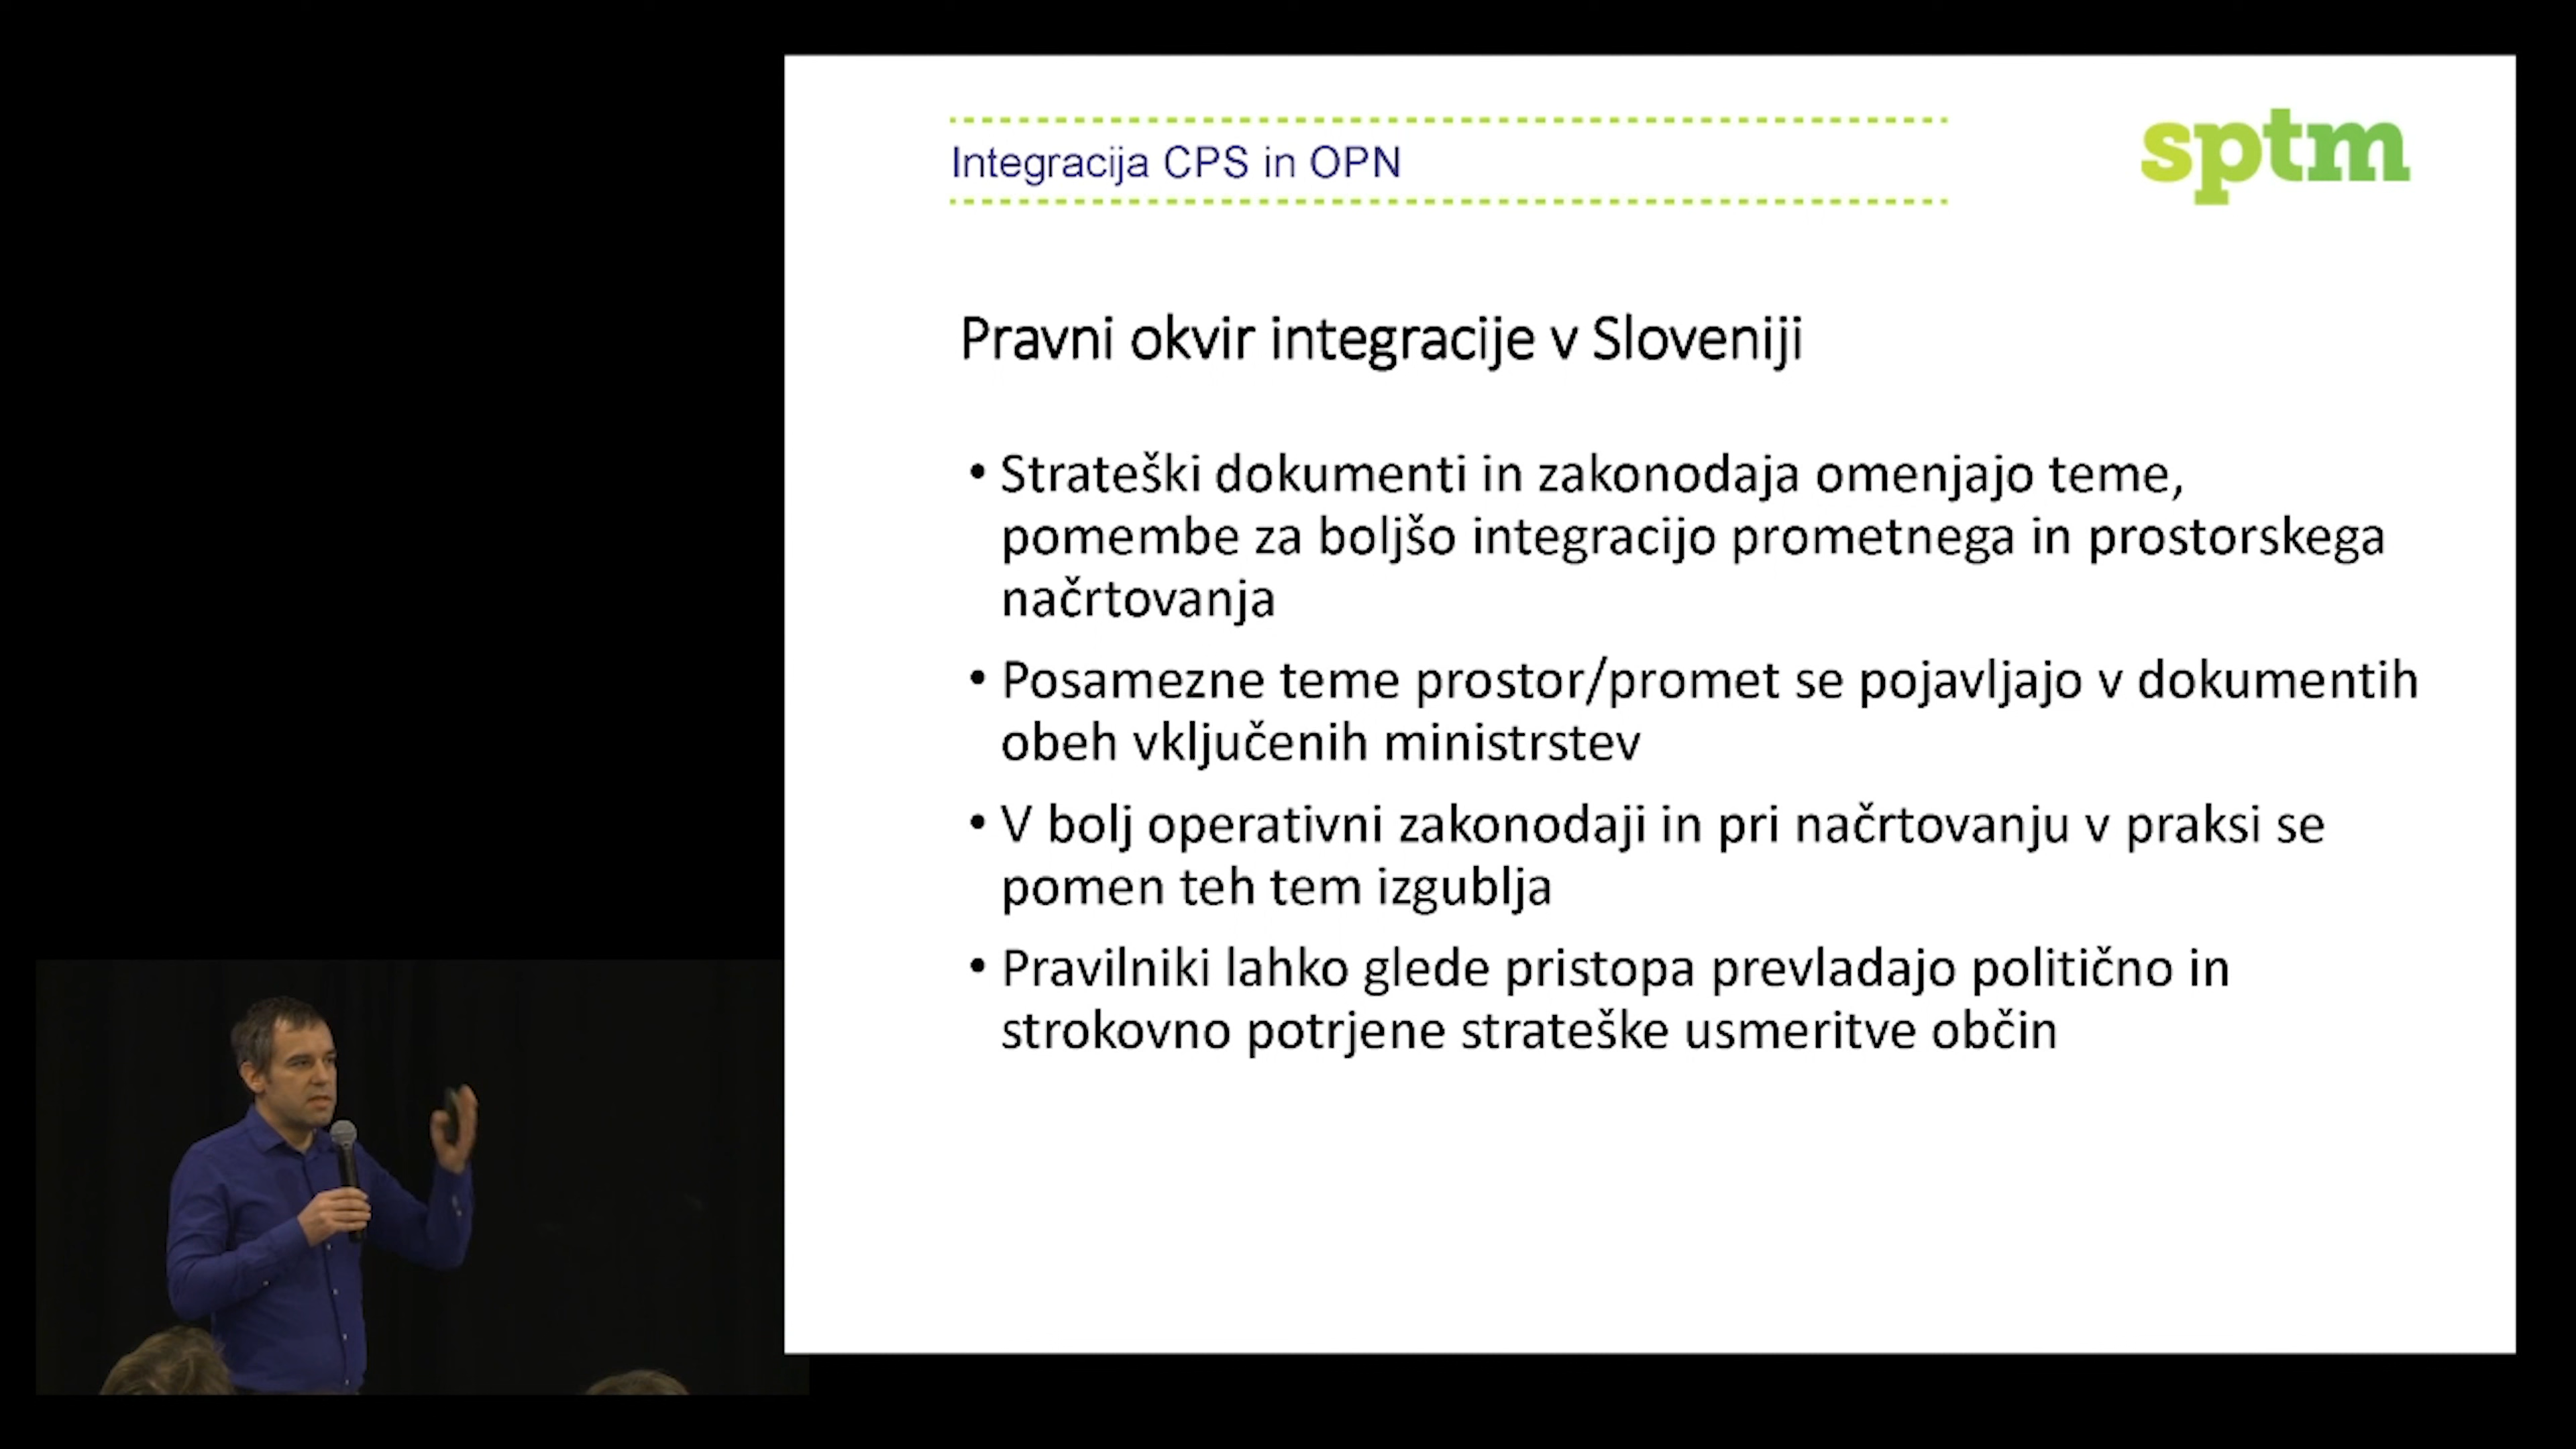 Integracija CPS in OPN
sptm
Pravni okvir integracije v Sloveniji
• Strateški dokumenti in zakonodaja omenjajo teme,
pomembe za boljšo integracijo prometnega in prostorskega
načrtovanja
• Posamezne teme prostor/promet se pojavljajo v dokumentih
obeh vključenih ministrstev
• V bolj operativni zakonodaji in pri načrtovanju v praksi se
pomen teh tem izgublja
• Pravilniki lahko glede pristopa prevladajo politično in
strokovno potrjene strateške usmeritve občin